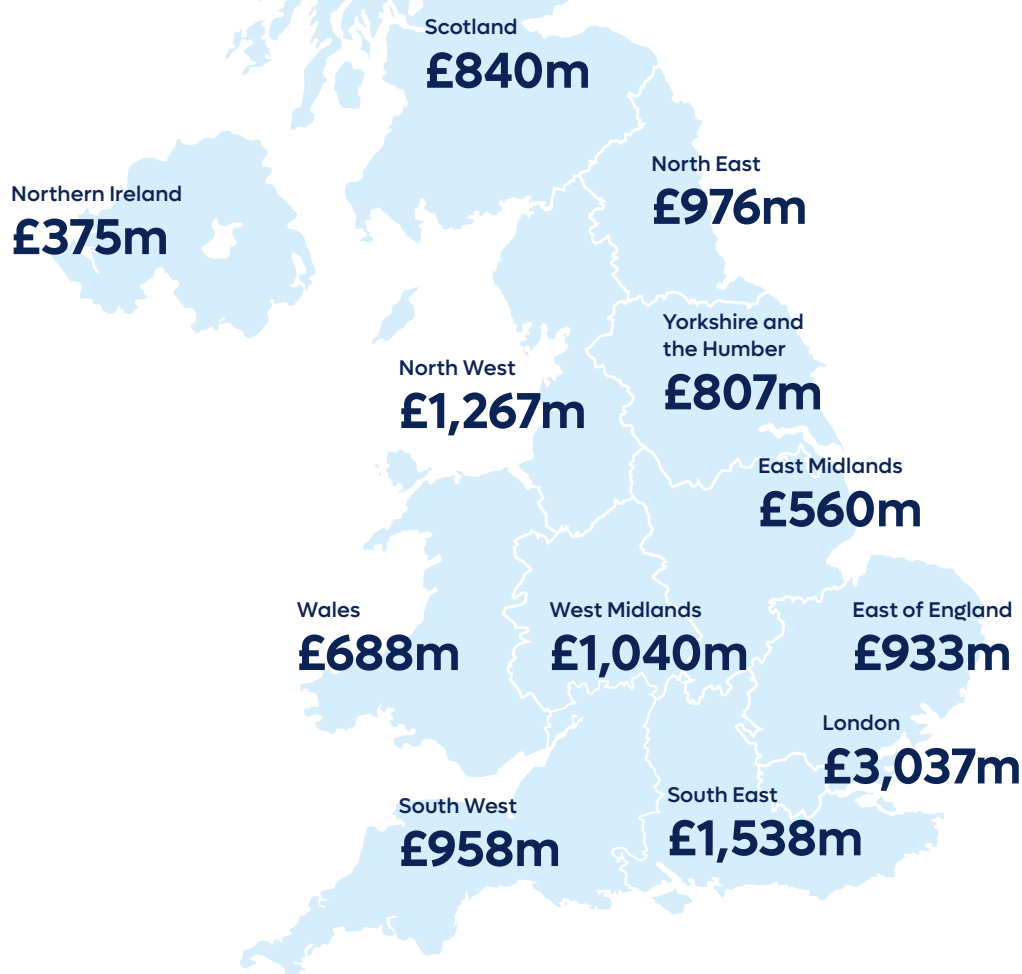 Scotland
£840m
North East
£976m
Northern Ireland
£375m
Yorkshire and
the Humber
£807m
North West
£1,267m
East Midlands
£560m
Wales
£688m
West Midlands
£1,040m
East of England
£933m
London
£3,037m
South East
£1,538m
South West
£958m